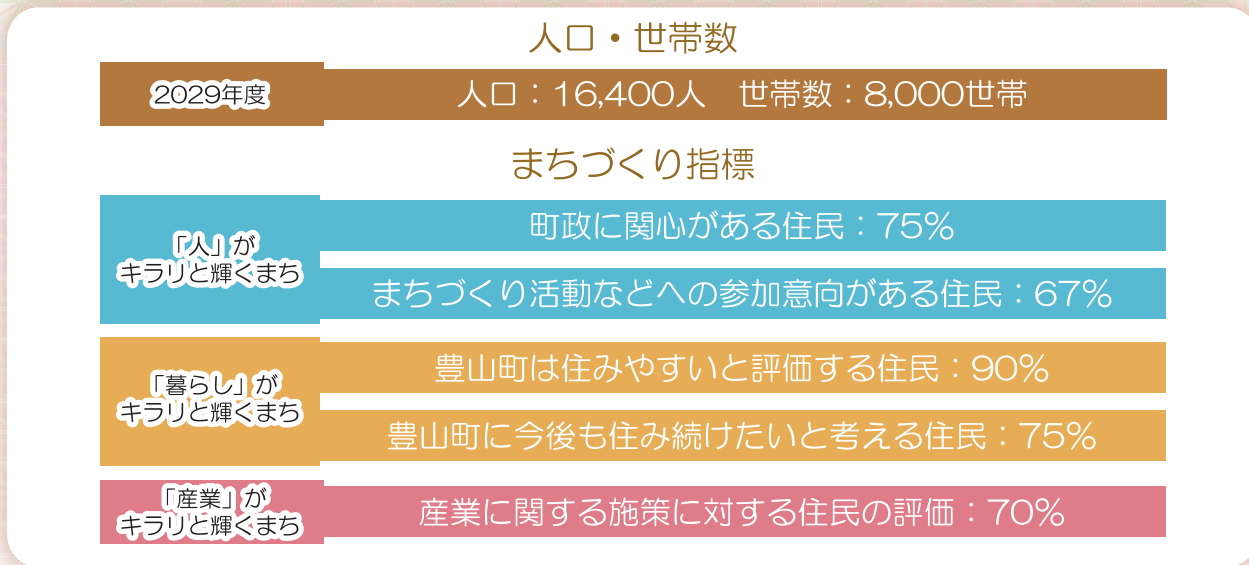 人口・世帯数
2029年度
人口：16,400人　世帯数：8,000世帯
まちづくり指標
「人」が
キラリと輝くまち
町政に関心がある住民：75%
まちづくり活動などへの参加意向がある住民：67%
「暮らし」が
キラリと輝くまち
豊山町は住みやすいと評価する住民：90%
豊山町に今後も住み続けたいと考える住民：75%
「産業」が
キラリと輝くまち
産業に関する施策に対する住民の評価：70%